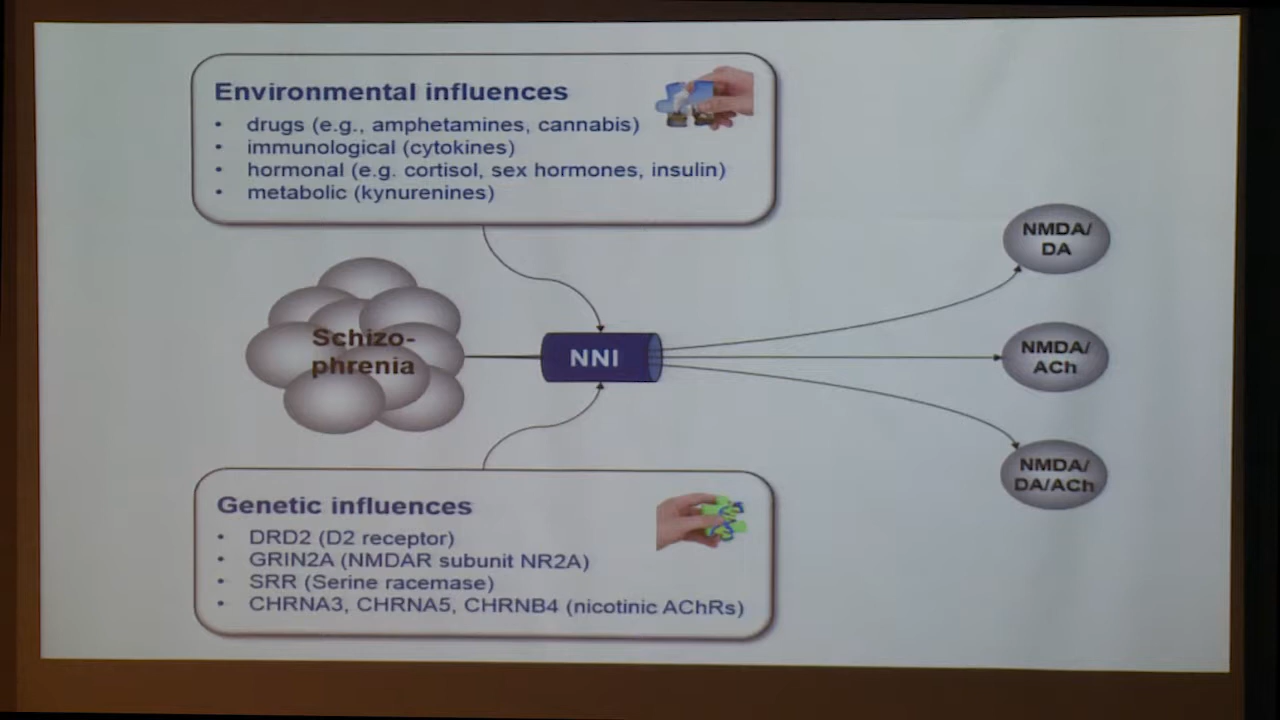 Environmental influences
• drugs (e.g., amphetamines, cannabis)
• immunological (cytokines)
• hormonal (e.g. cortisol, sex hormones, insulin)
• metabolic (kynurenines)
Schizo-
phrenia
NNI
NMDA/
DA
NMDA/
ACh
NMDA/
DA/ACh
Genetic influences
• DRD2 (D2 receptor)
• GRIN2A (NMDAR subunit NR2A)
• SRR (Serine racemase)
• CHRNA3, CHRNA5, CHRNB4 (nicotinic AChRs)